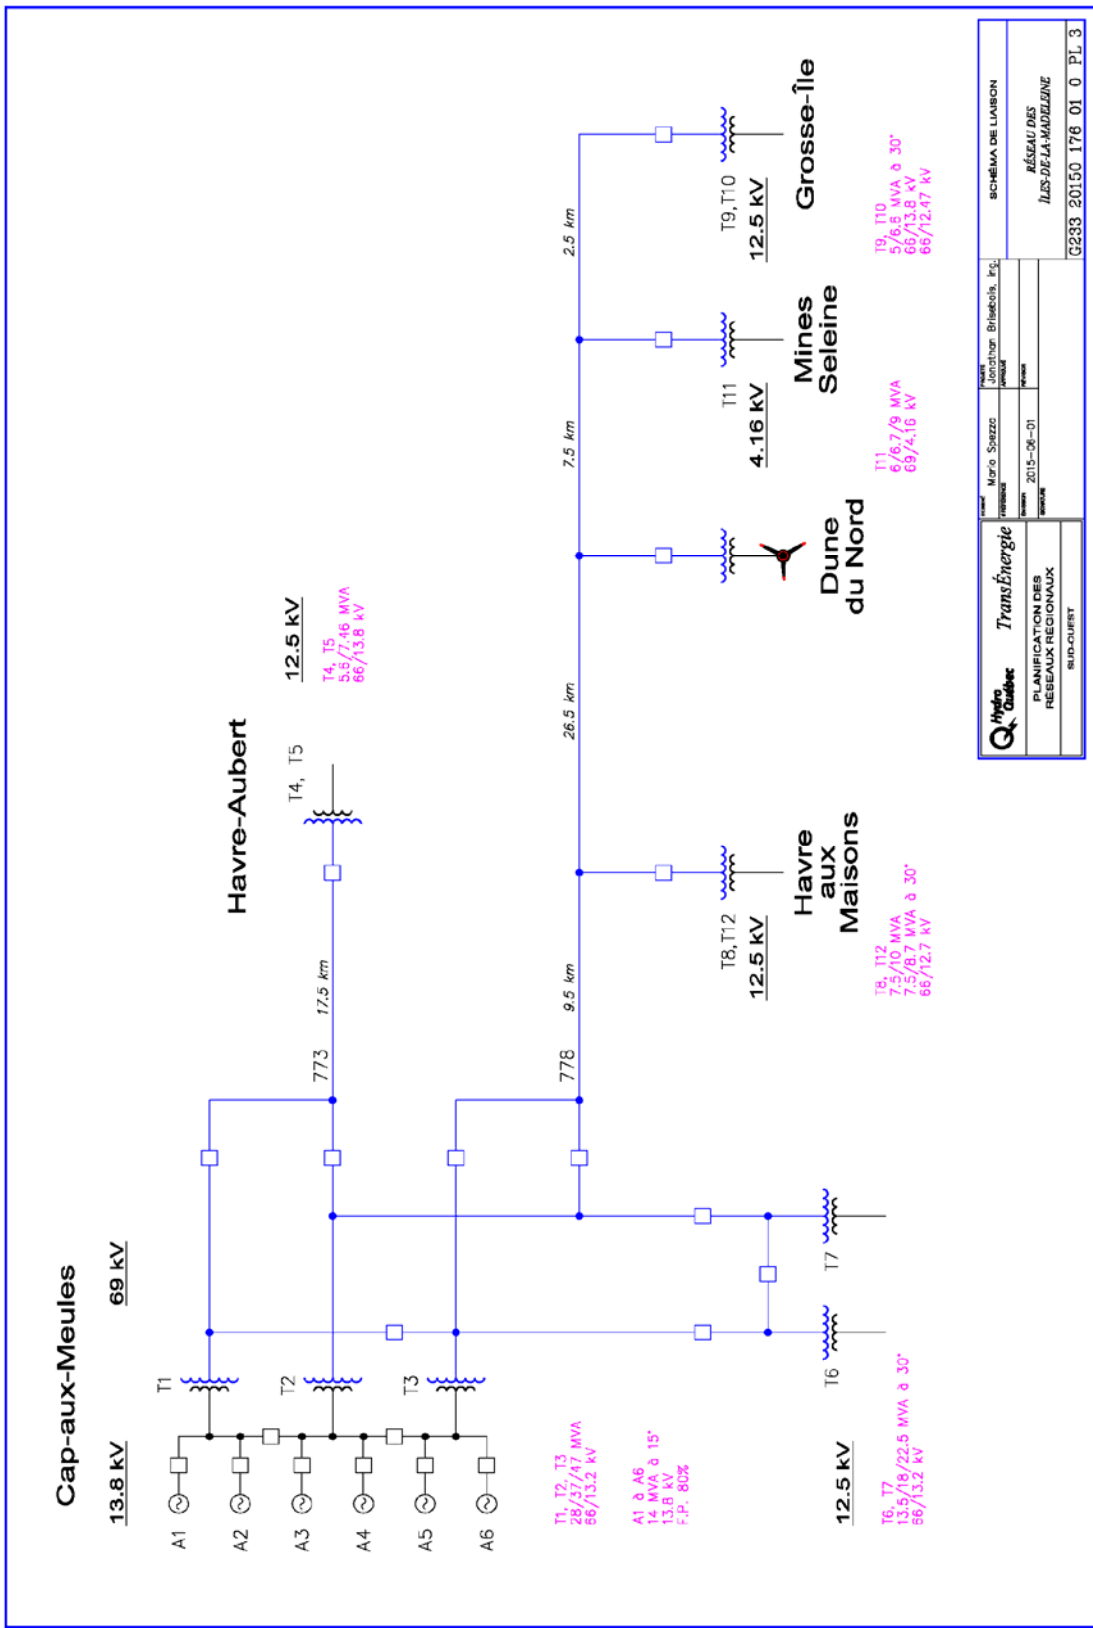 Cap-aux-Meules
13.8 kV
69 kV
A1
A2
A3
A4
A5
A6
T1
T2
T3
T1, T2, T3
28/37/47 MVA
66/13.2 kV
A1 à A6
14 MVA à 15°
13.8 kV
F.P. 80%
12.5 kV
T6
T7
T6, T7
13.5/18/22.5 MVA à 30°
66/13.2 kV
773
17.5 km
Havre-Aubert
T4, T5
12.5 kV
T4, T5
5.6/7.46 MVA
66/13.8 kV
778
9.5 km
26.5 km
7.5 km
2.5 km
T8,T12
12.5 kV
Havre
aux
Maisons
T8, T12
7.5/10 MVA
7.5/8.7 MVA à 30°
66/12.7 kV
Dune
du Nord
T11
4.16 kV
Mines
Seleine
T11
6/6.7/9 MVA
69/4.16 kV
T9,T10
12.5 kV
Grosse-Île
T9, T10
5/6.6 MVA à 30°
66/13.8 kV
66/12.47 kV
Hydro
Québec
TransÉnergie
PLANIFICATION DES
RÉSEAUX RÉGIONAUX
SUD-OUEST
Mario Spezza
2015-06-01
Jonathan Brisebois, ing.
SCHÉMA DE LIAISON
RÉSEAU DES
ÎLES-DE-LA-MADELEINE
G233 20150 176 01 0 PL 3